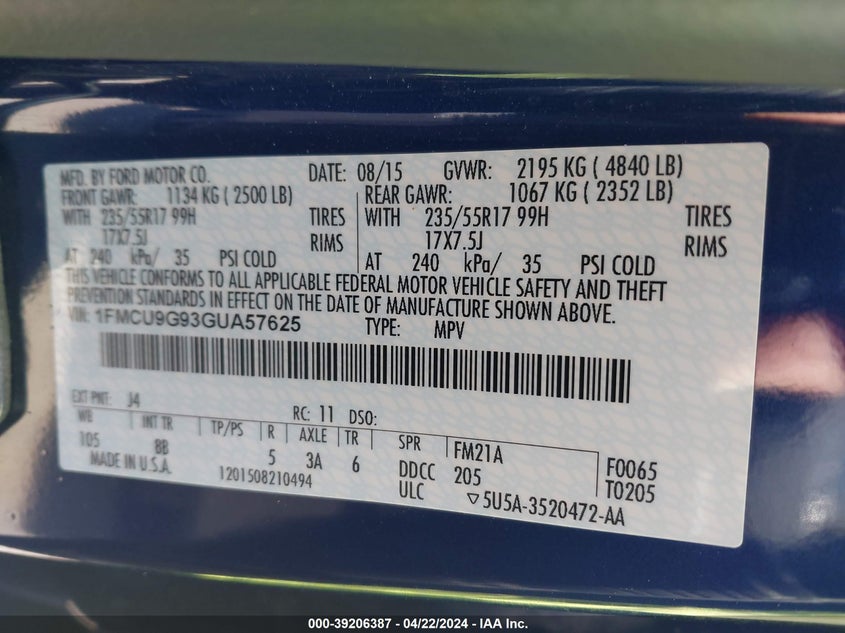 MFD. BY FORD MOTOR CO. DATE: 08/15 GVWR: 2195 KG ( 4840 LB)
FRONT GAWR: 1134 KG ( 2500 LB) REAR GAWR: 1067 KG ( 2352 LB)
WITH 235/55R17 99H TIRES WITH 235/55R17 99H TIRES
17X7.5J RIMS 17X7.5J RIMS
AT 240 kPa/ 35 PSI COLD AT 240 kPa/ 35 PSI COLD
THIS VEHICLE CONFORMS TO ALL APPLICABLE FEDERAL MOTOR VEHICLE SAFETY AND THEFT
PREVENTION STANDARDS IN EFFECT ON THE DATE OF MANUFACTURE SHOWN ABOVE.
VIN: 1FMCU9G93GUA57625 TYPE: MPV
EXT PNT: J4 RC: 11 DSO:
WB INT TR TP/PS R AXLE TR SPR FM21A F0065
105 8B 5 3A 6 DDCC 205 T0205
MADE IN U.S.A. 1201508210494 ULC ▽5U5A-3520472-AA
000-39206387 - 04/22/2024 - IAA Inc.